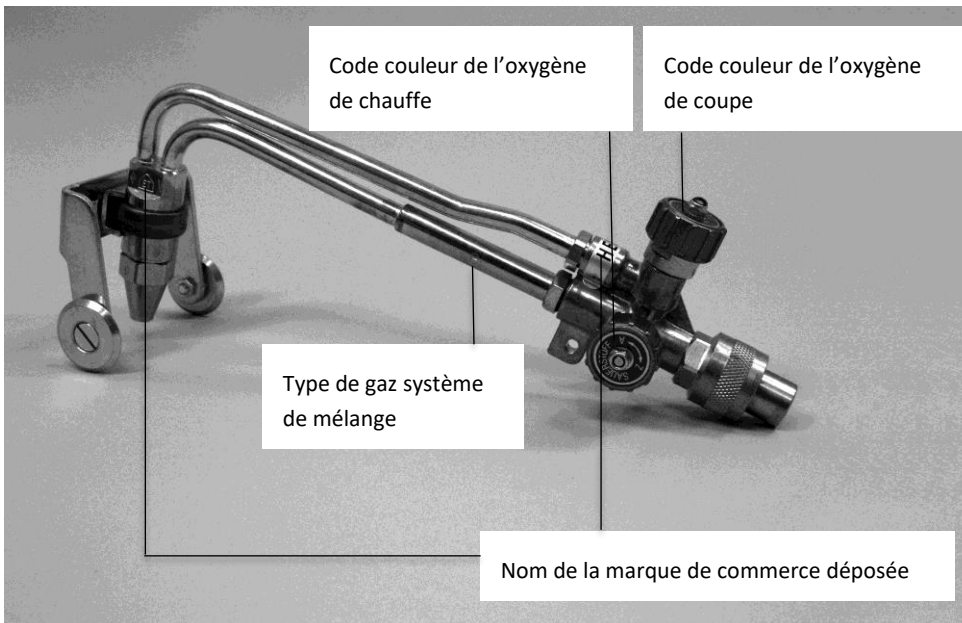 Code couleur de l’oxygène
de chauffe
Code couleur de l’oxygène
de coupe
Type de gaz système
de mélange
Nom de la marque de commerce déposée